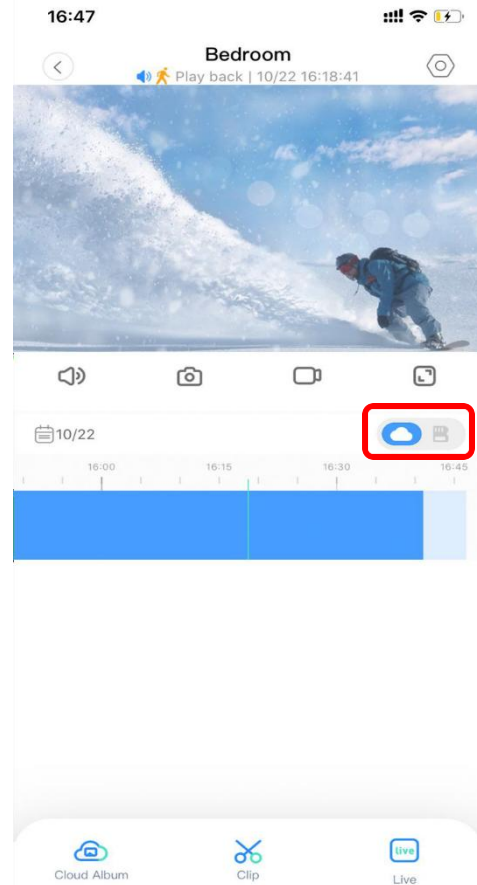 16:47
Bedroom
Play back | 10/22 16:18:41
10/22
16:00 16:15 16:30 16:45
Cloud Album Clip live Live